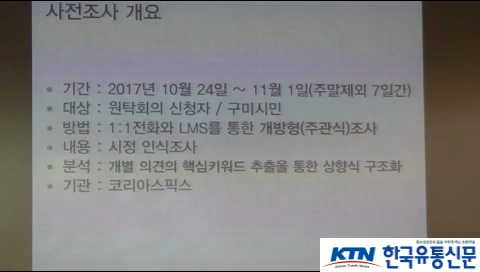 사전조사 개요
• 기간 : 2017년 10월 24일 ~ 11월 1일(주말제외 7일간)
• 대상 : 원탁회의 신청자 / 구미시민
• 방법 : 1:1전화와 LMS를 통한 개방형(주관식)조사
• 내용 : 시정 인식조사
• 분석 : 개별 의견의 핵심키워드 추출을 통한 상향식 구조화
• 기관 : 코리아스픽스
KTN 한국유통신문